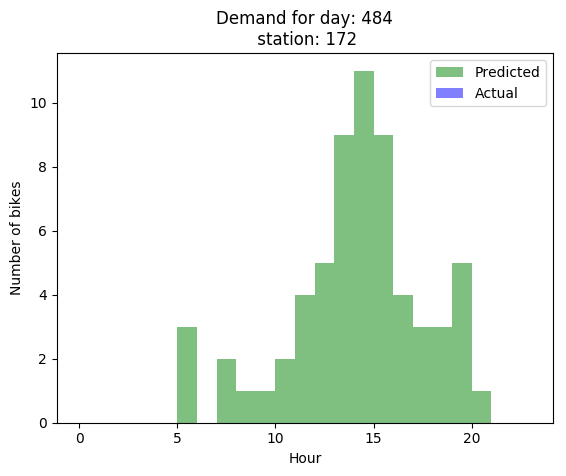 Demand for day: 484
station: 172
Predicted
Actual
Number of bikes
10
8
6
4
2
0
0 5 10 15 20
Hour